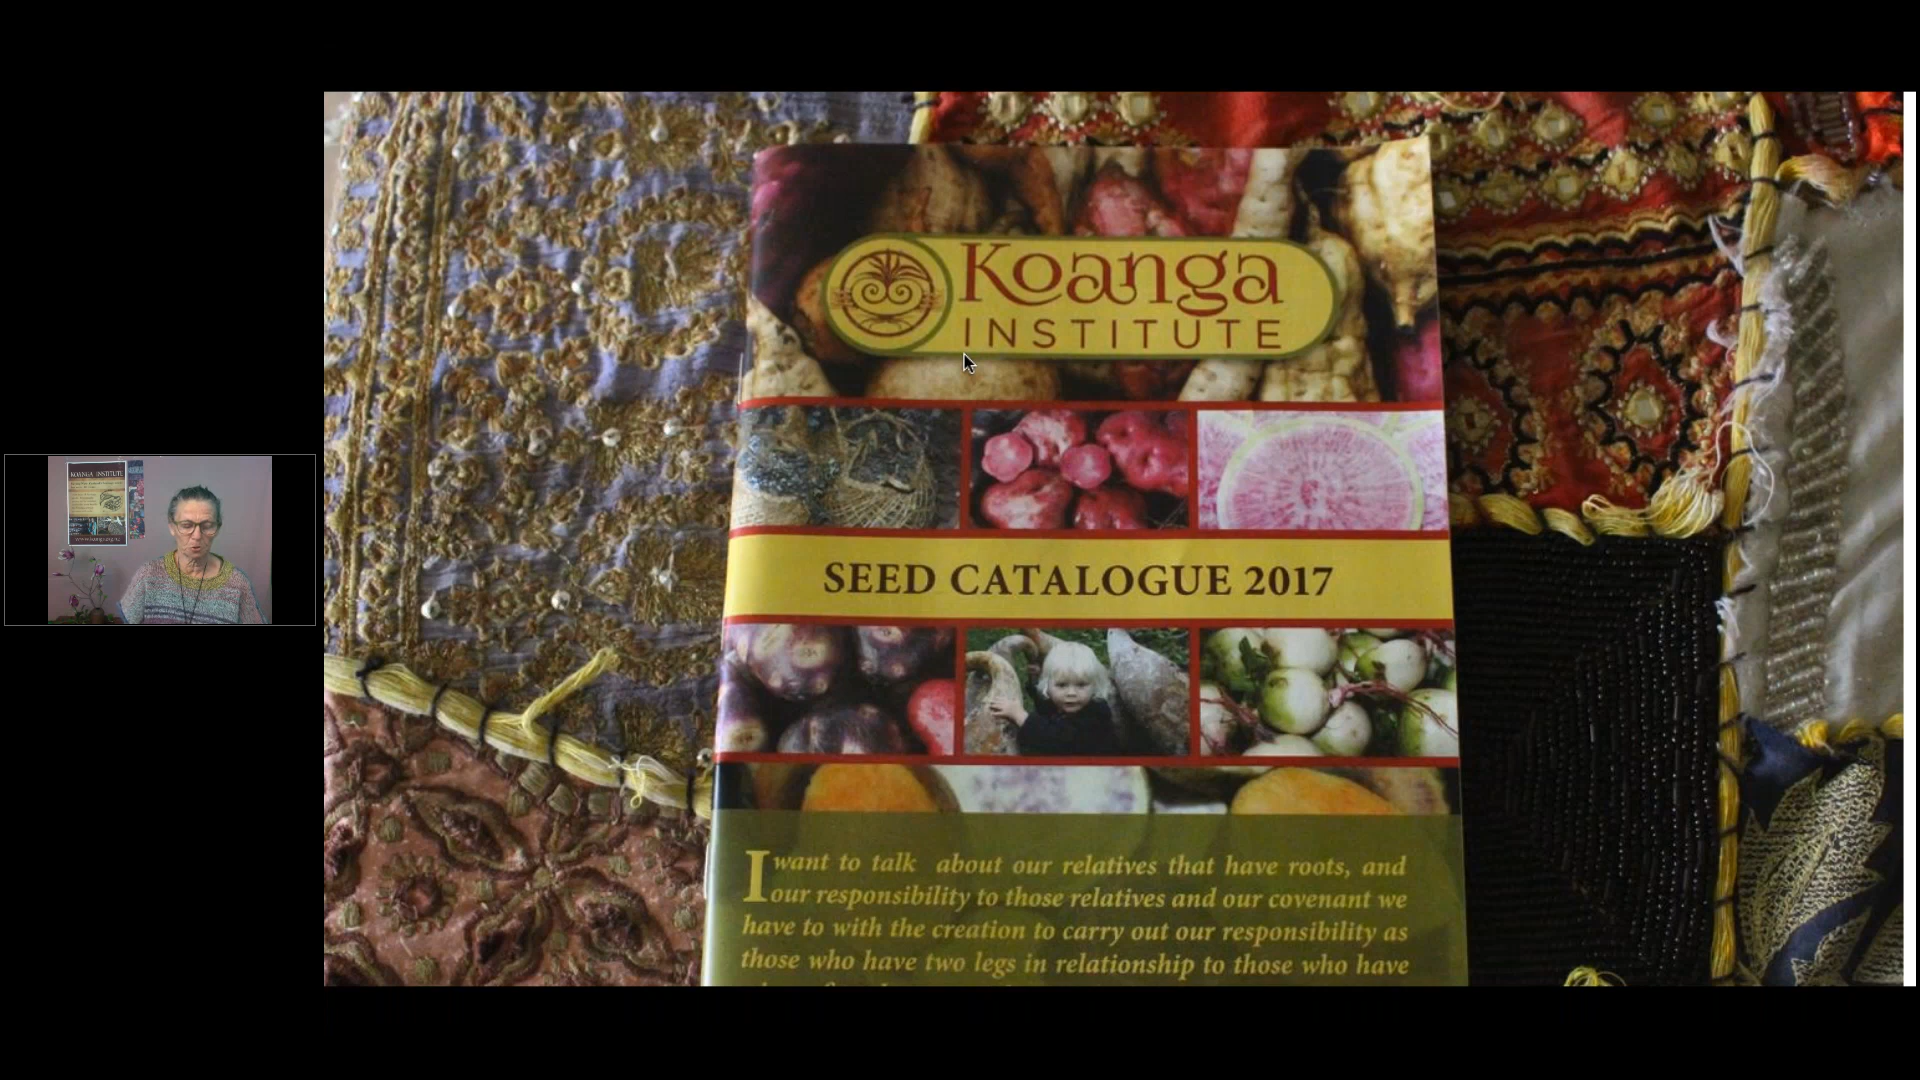 KOANGA INSTITUTE
Koanga
INSTITUTE
SEED CATALOGUE 2017
I want to talk about our relatives that have roots, and
our responsibility to those relatives and our covenant we
have to with the creation to carry out our responsibility as
those who have two legs in relationship to those who have